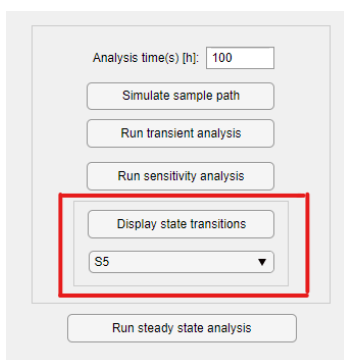 Analysis time(s) [h]: 100
Simulate sample path
Run transient analysis
Run sensitivity analysis
Display state transitions
S5
Run steady state analysis